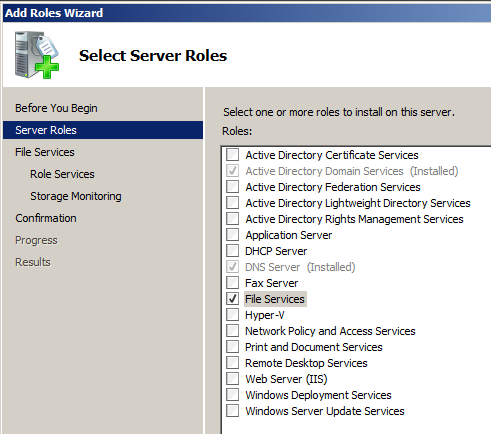 Add Roles Wizard
Select Server Roles
Before You Begin
Server Roles
File Services
Role Services
Storage Monitoring
Confirmation
Progress
Results
Select one or more roles to install on this server.
Roles:
Active Directory Certificate Services
Active Directory Domain Services (Installed)
Active Directory Federation Services
Active Directory Lightweight Directory Services
Active Directory Rights Management Services
Application Server
DHCP Server
DNS Server (Installed)
Fax Server
File Services
Hyper-V
Network Policy and Access Services
Print and Document Services
Remote Desktop Services
Web Server (IIS)
Windows Deployment Services
Windows Server Update Services